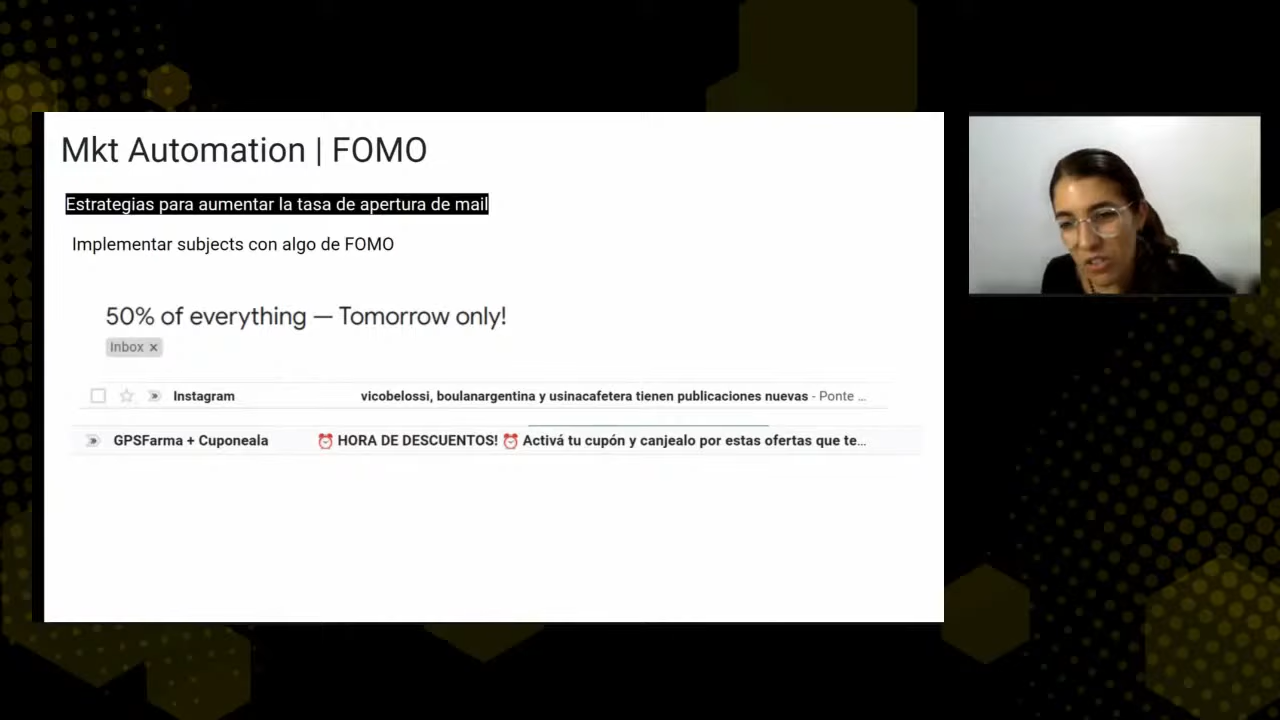 Mkt Automation | FOMO
Estrategias para aumentar la tasa de apertura de mail
Implementar subjects con algo de FOMO
50% of everything — Tomorrow only!
Inbox ×
Instagram vicobelossi, boulanargentina y usinacafetera tienen publicaciones nuevas - Ponte ...
GPSFarma + Cuponeala ⏰ HORA DE DESCUENTOS! ⏰ Activá tu cupón y canjealo por estas ofertas que te...